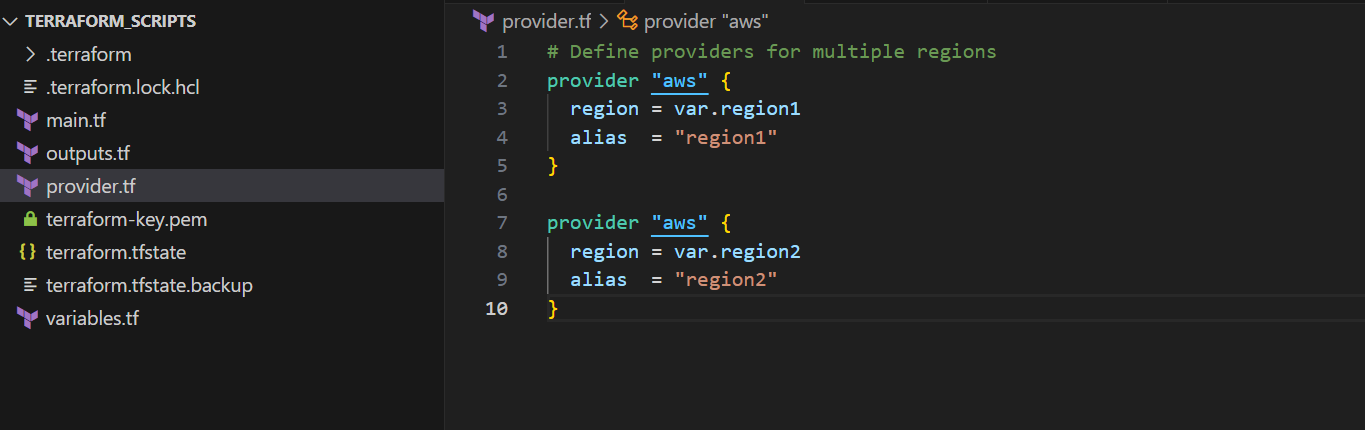 TERRAFORM_SCRIPTS
.terraform
.terraform.lock.hcl
main.tf
outputs.tf
provider.tf
terraform-key.pem
terraform.tfstate
terraform.tfstate.backup
variables.tf
provider.tf > provider "aws"
1 # Define providers for multiple regions
2 provider "aws" {
3   region = var.region1
4   alias  = "region1"
5 }
6
7 provider "aws" {
8   region = var.region2
9   alias  = "region2"
10 }